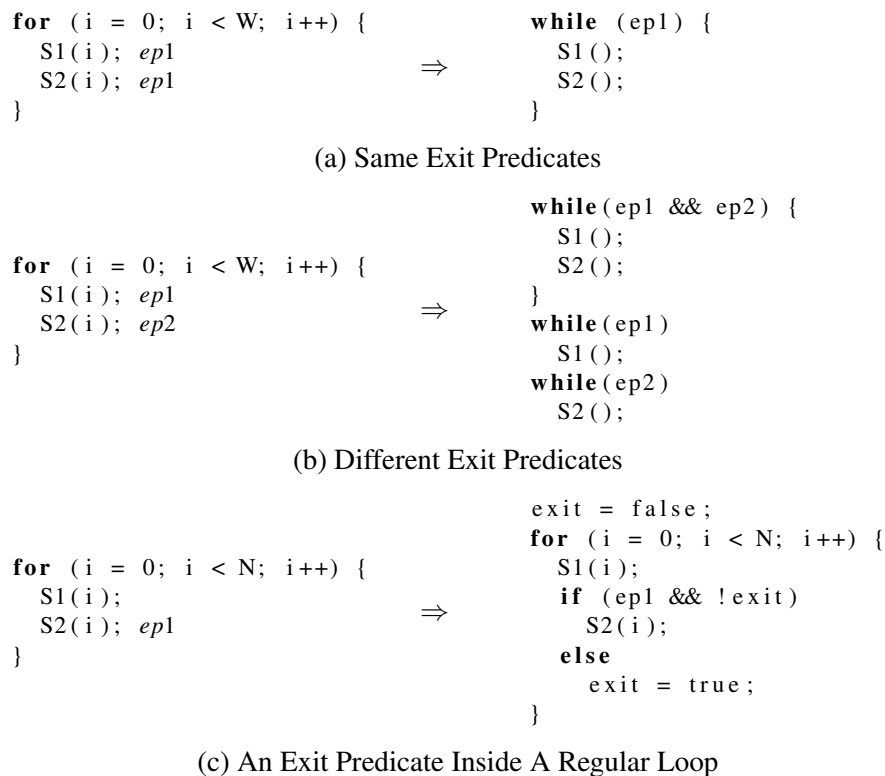 for (i = 0; i < W; i++) {
  S1(i); ep1
  S2(i); ep1
}
⇒
while (ep1) {
  S1();
  S2();
}
(a) Same Exit Predicates
for (i = 0; i < W; i++) {
  S1(i); ep1
  S2(i); ep2
}
⇒
while(ep1 && ep2) {
  S1();
  S2();
}
while(ep1)
  S1();
while(ep2)
  S2();
(b) Different Exit Predicates
for (i = 0; i < N; i++) {
  S1(i);
  S2(i); ep1
}
⇒
exit = false;
for (i = 0; i < N; i++) {
  S1(i);
  if (ep1 && !exit)
    S2(i);
  else
    exit = true;
}
(c) An Exit Predicate Inside A Regular Loop